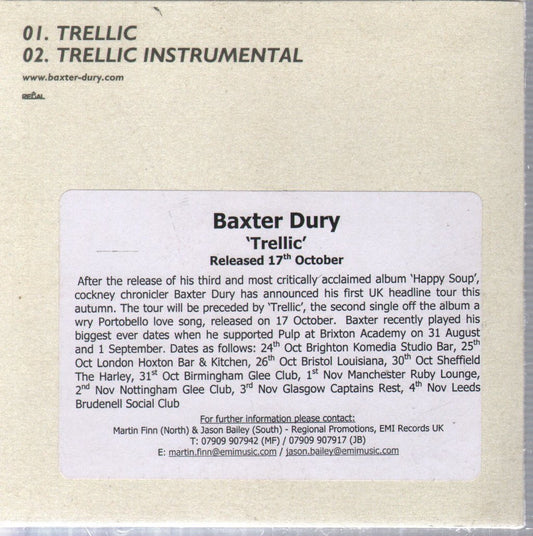 01. TRELLIC
02. TRELLIC INSTRUMENTAL
www.baxter-dury.com
REGAL
Baxter Dury
‘Trellic’
Released 17th October
After the release of his third and most critically acclaimed album ‘Happy Soup’,
cockney chronicler Baxter Dury has announced his first UK headline tour this
autumn. The tour will be preceded by ‘Trellic’, the second single off the album a
wry Portobello love song, released on 17 October. Baxter recently played his
biggest ever dates when he supported Pulp at Brixton Academy on 31 August
and 1 September. Dates as follows: 24th Oct Brighton Komedia Studio Bar, 25th
Oct London Hoxton Bar & Kitchen, 26th Oct Bristol Louisiana, 30th Oct Sheffield
The Harley, 31st Oct Birmingham Glee Club, 1st Nov Manchester Ruby Lounge,
2nd Nov Nottingham Glee Club, 3rd Nov Glasgow Captains Rest, 4th Nov Leeds
Brudenell Social Club
For further information please contact:
Martin Finn (North) & Jason Bailey (South) - Regional Promotions, EMI Records UK
T: 07909 907942 (MF) / 07909 907917 (JB)
E: martin.finn@emimusic.com / jason.bailey@emimusic.com